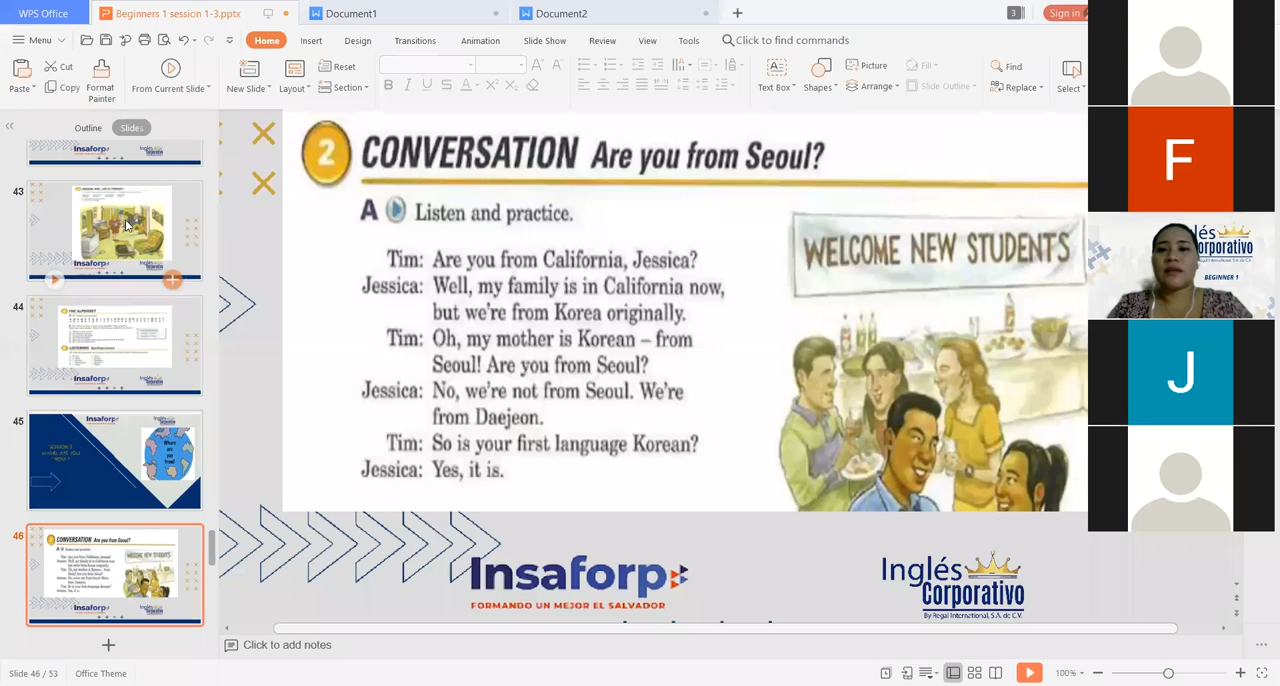 WPS Office
Beginners 1 session 1-3.pptx
Document1
Document2
3
Sign in
Menu
Home
Insert
Design
Transitions
Animation
Slide Show
Review
View
Tools
Click to find commands
Paste
Cut
Copy
Format
Painter
From Current Slide
New Slide
Layout
Reset
Section
Text Box
Shapes
Picture
Arrange
Fill
Slide Outline
Find
Replace
Select
Outline
Slides
43
44
THE ALPHABET
45
46
2 CONVERSATION Are you from Seoul?
A Listen and practice.
Tim: Are you from California, Jessica?
Jessica: Well, my family is in California now,
but we're from Korea originally.
Tim: Oh, my mother is Korean – from
Seoul! Are you from Seoul?
Jessica: No, we're not from Seoul. We're
from Daejeon.
Tim: So is your first language Korean?
Jessica: Yes, it is.
WELCOME NEW STUDENTS
Insaforp
FORMANDO UN MEJOR EL SALVADOR
Inglés
Corporativo
By Regal International, S.A. de C.V.
Click to add notes
Slide 46 / 53
Office Theme
100%
F
BEGINNER 1
J